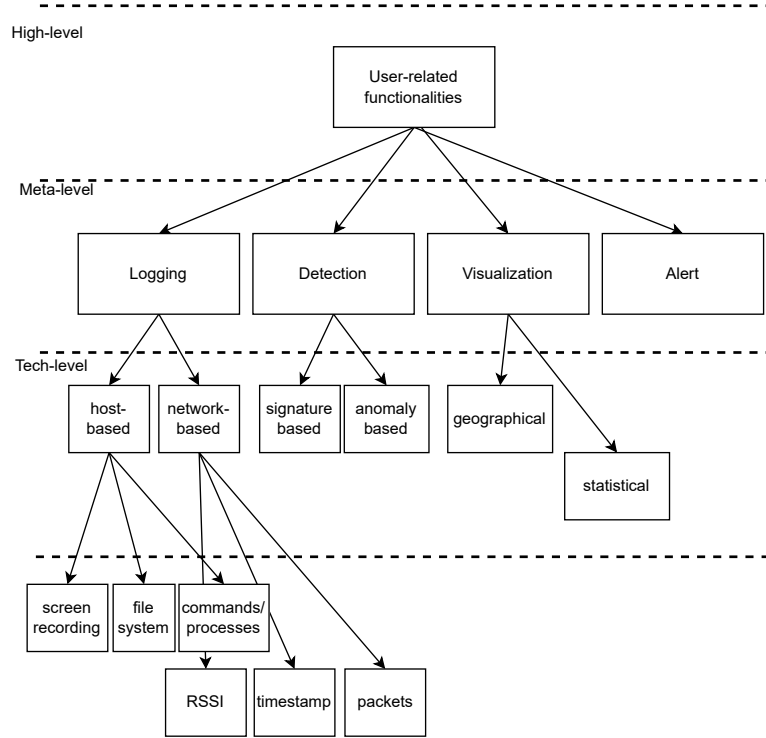 High-level
User-related
functionalities
Meta-level
Logging
Detection
Visualization
Alert
Tech-level
host-
based
network-
based
signature
based
anomaly
based
geographical
statistical
screen
recording
file
system
commands/
processes
RSSI
timestamp
packets